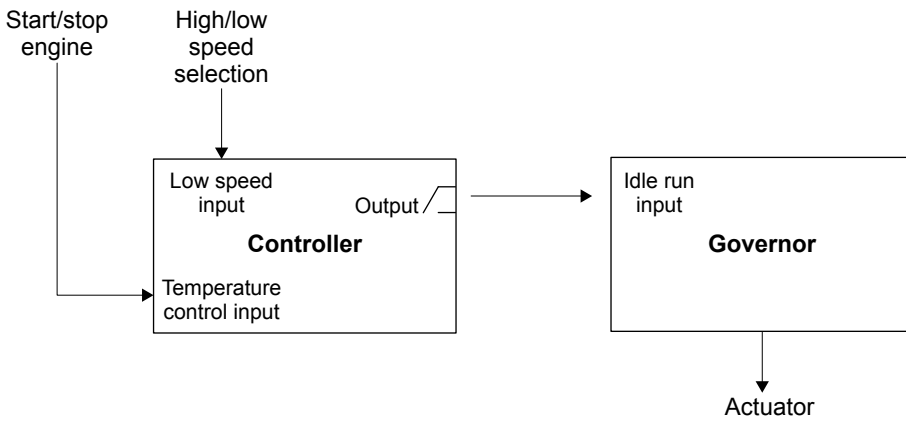 Start/stop
engine
High/low
speed
selection
Low speed
input
Output
Controller
Temperature
control input
Idle run
input
Governor
Actuator